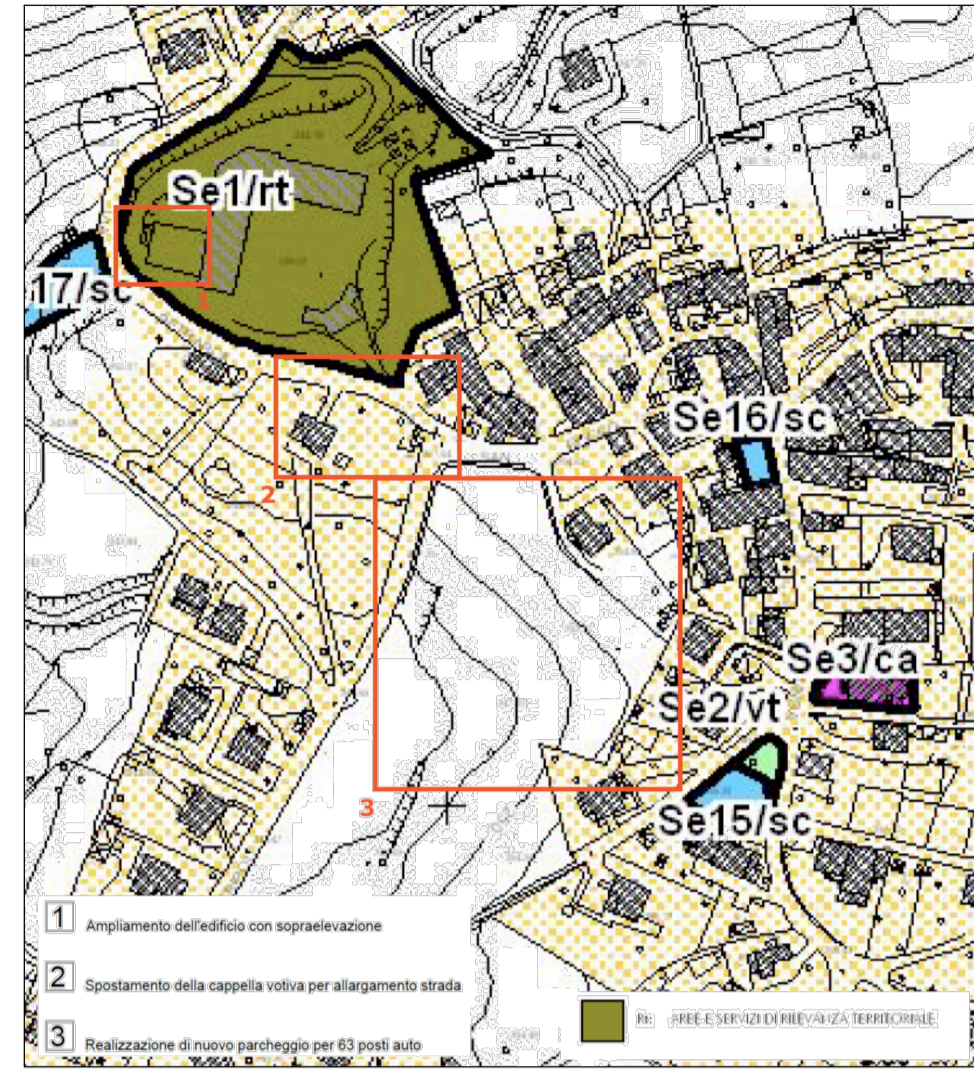 Se1/rt
17/sc
1
Se16/sc
2
Se3/ca
Se2/vt
3
Se15/sc
1 Ampliamento dell'edificio con sopraelevazione
2 Spostamento della cappella votiva per allargamento strada
3 Realizzazione di nuovo parcheggio per 63 posti auto
AREE E SERVIZI DI RILEVANZA TERRITORIALE